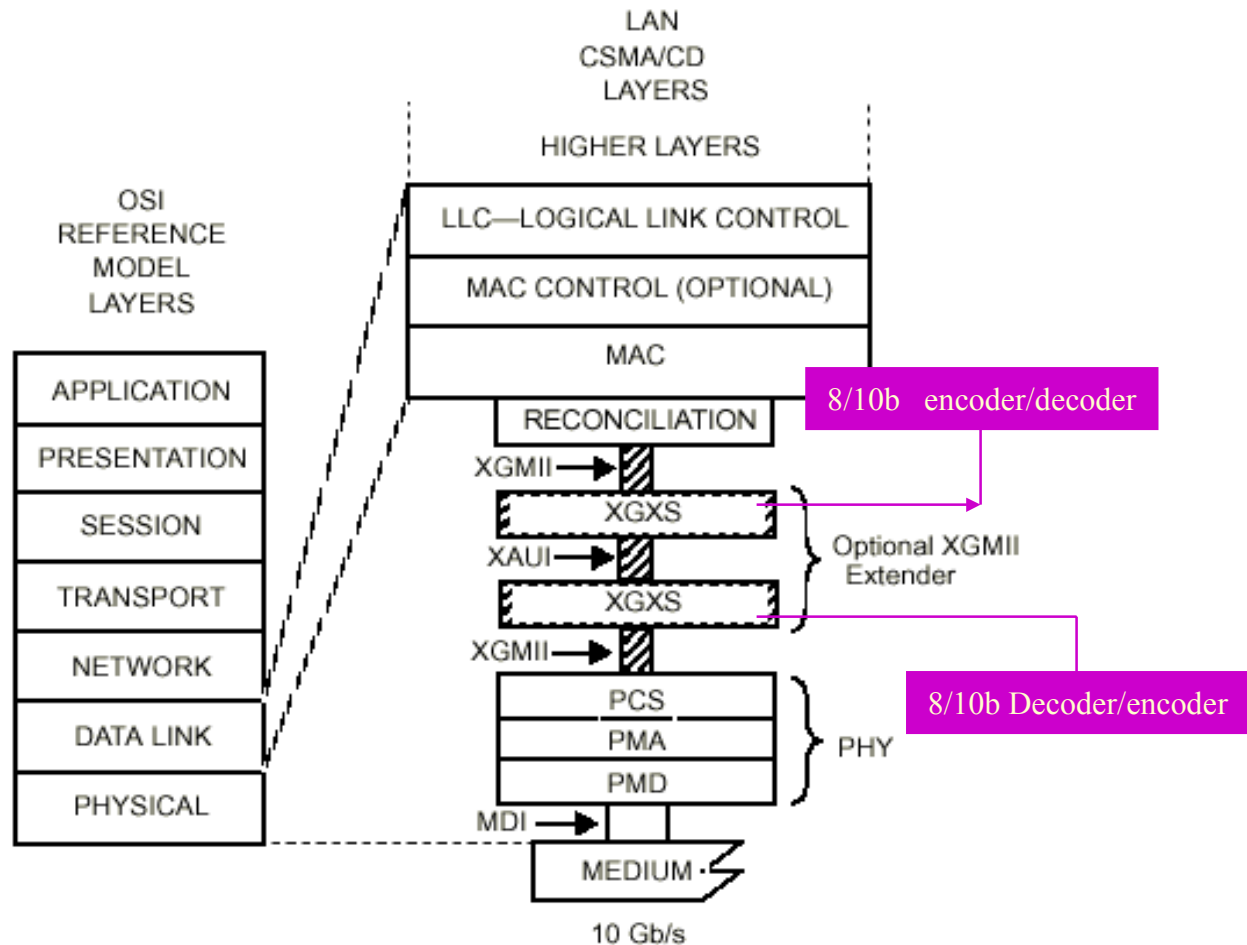 LAN
CSMA/CD
LAYERS
HIGHER LAYERS
OSI
REFERENCE
MODEL
LAYERS
LLC—LOGICAL LINK CONTROL
MAC CONTROL (OPTIONAL)
MAC
APPLICATION
PRESENTATION
SESSION
TRANSPORT
NETWORK
DATA LINK
PHYSICAL
8/10b encoder/decoder
RECONCILIATION
XGMII
XGXS
XAUI
XGXS
Optional XGMII
Extender
XGMII
8/10b Decoder/encoder
PCS
PMA
PMD
PHY
MDI
MEDIUM
10 Gb/s